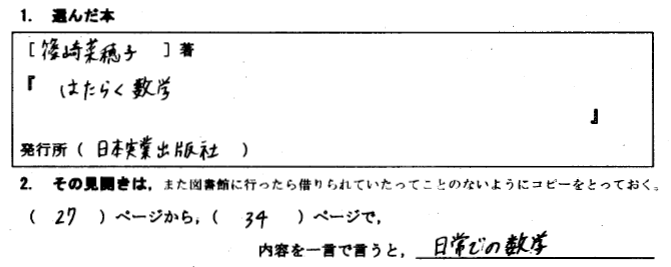 1. 選んだ本
[篠崎菜穂子 ]著
『 はたらく数学
』
発行所（ 日本実業出版社 ）
2. その見開きは，また図書館に行ったら借りられていたってことのないようにコピーをとっておく。
（ 27 ）ページから，（ 34 ）ページで，
内容を一言で言うと， 日常での数学